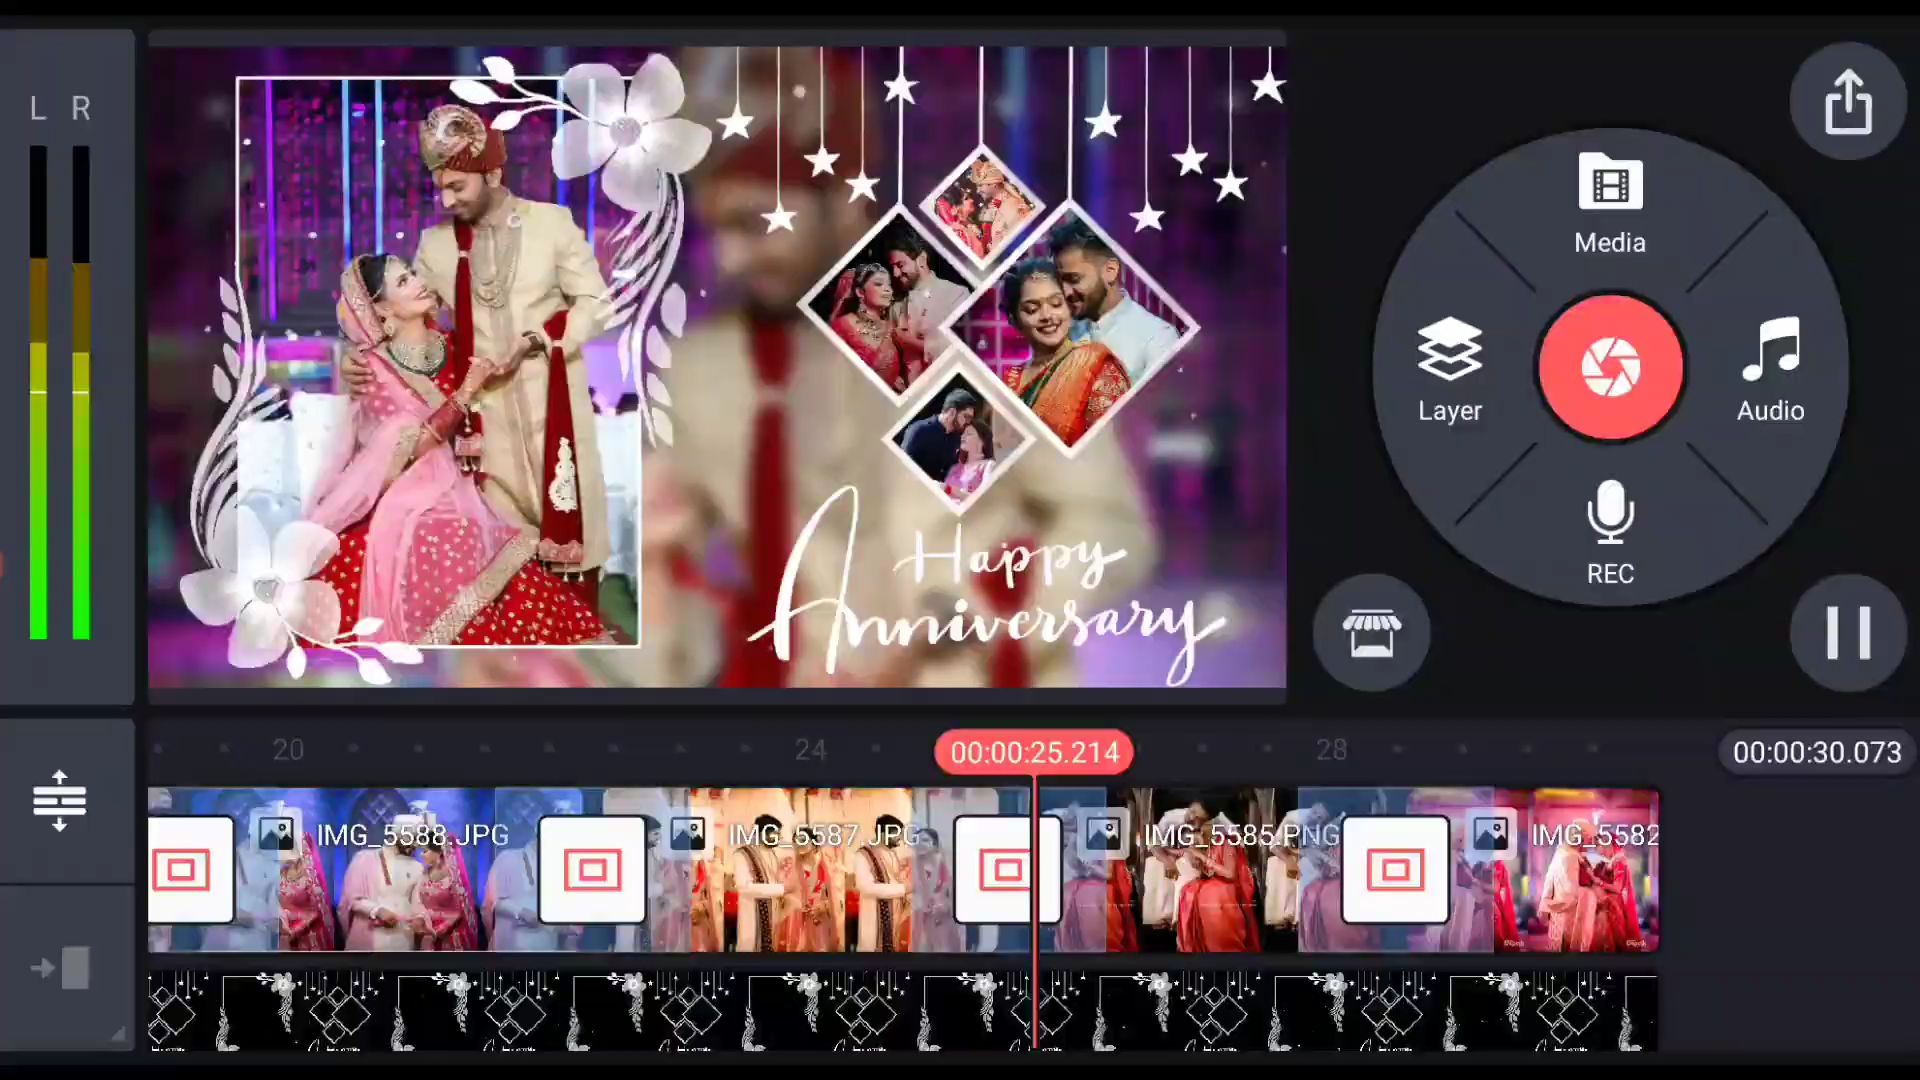 L R
Happy
Anniversary
Media
Layer
Audio
REC
20
24
00:00:25.214
28
00:00:30.073
IMG_5588.JPG
IMG_5587.JPG
IMG_5585.PNG
IMG_5582